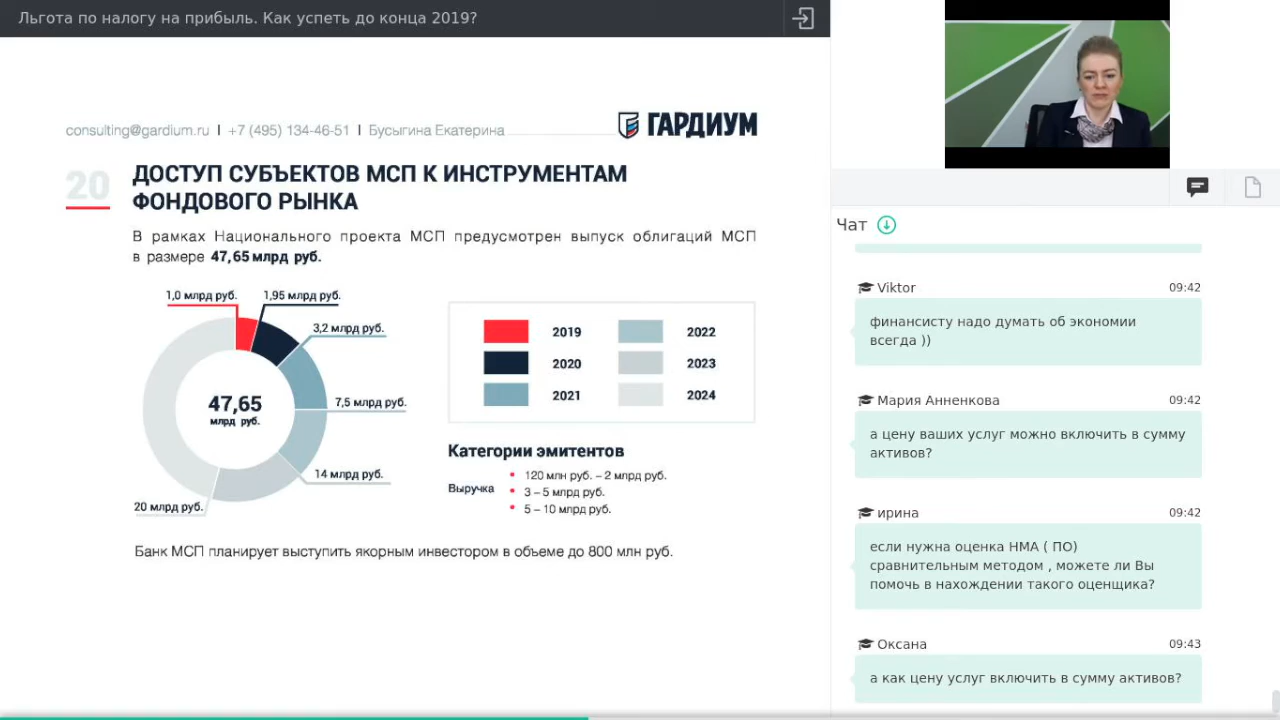 Льгота по налогу на прибыль. Как успеть до конца 2019?
consulting@gardium.ru | +7 (495) 134-46-51 | Бусыгина Екатерина
ГАРДИУМ
20
ДОСТУП СУБЪЕКТОВ МСП К ИНСТРУМЕНТАМ
ФОНДОВОГО РЫНКА
В рамках Национального проекта МСП предусмотрен выпуск облигаций МСП
в размере 47,65 млрд руб.
1,0 млрд руб.
1,95 млрд руб.
3,2 млрд руб.
7,5 млрд руб.
14 млрд руб.
20 млрд руб.
47,65
млрд руб.
2019
2020
2021
2022
2023
2024
Категории эмитентов
Выручка
• 120 млн руб. – 2 млрд руб.
• 3 – 5 млрд руб.
• 5 – 10 млрд руб.
Банк МСП планирует выступить якорным инвестором в объеме до 800 млн руб.
Чат
Viktor 09:42
финансисту надо думать об экономии
всегда ))
Мария Анненкова 09:42
а цену ваших услуг можно включить в сумму
активов?
ирина 09:42
если нужна оценка НМА ( ПО)
сравнительным методом , можете ли Вы
помочь в нахождении такого оценщика?
Оксана 09:43
а как цену услуг включить в сумму активов?